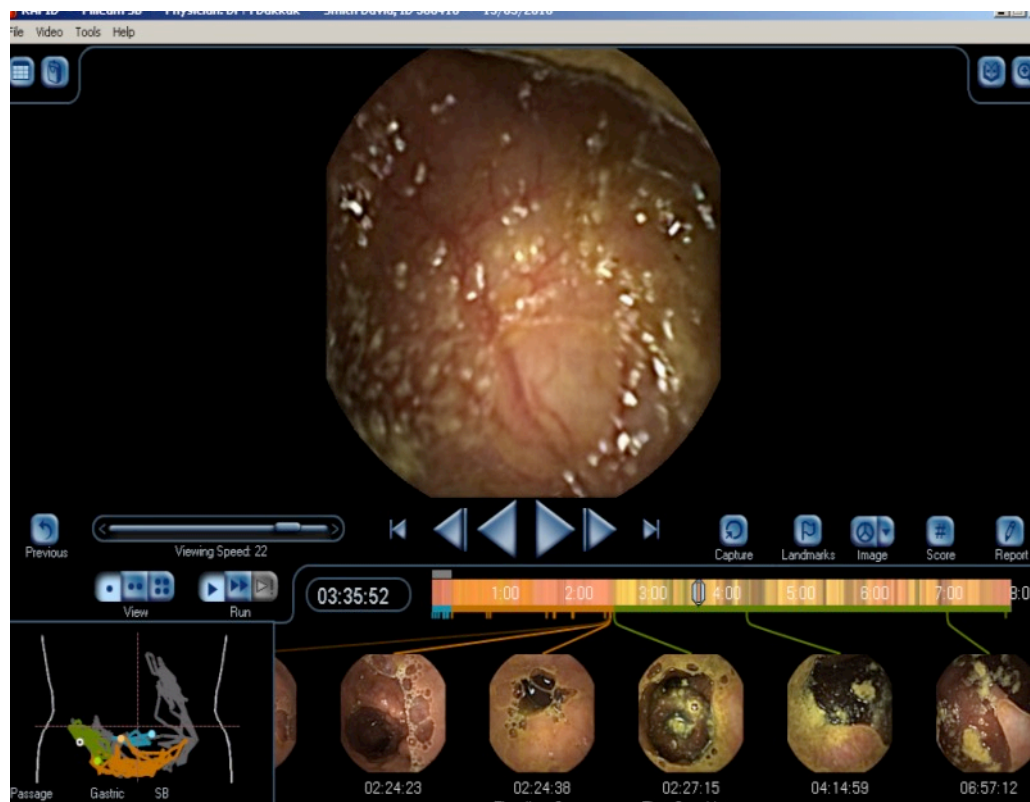 File Video Tools Help
Previous
Viewing Speed: 22
Capture Landmarks Image Score Report
View Run
03:35:52
1:00 2:00 3:00 4:00 5:00 6:00 7:00 8:0
Passage Gastric SB
02:24:23 02:24:38 02:27:15 04:14:59 06:57:12